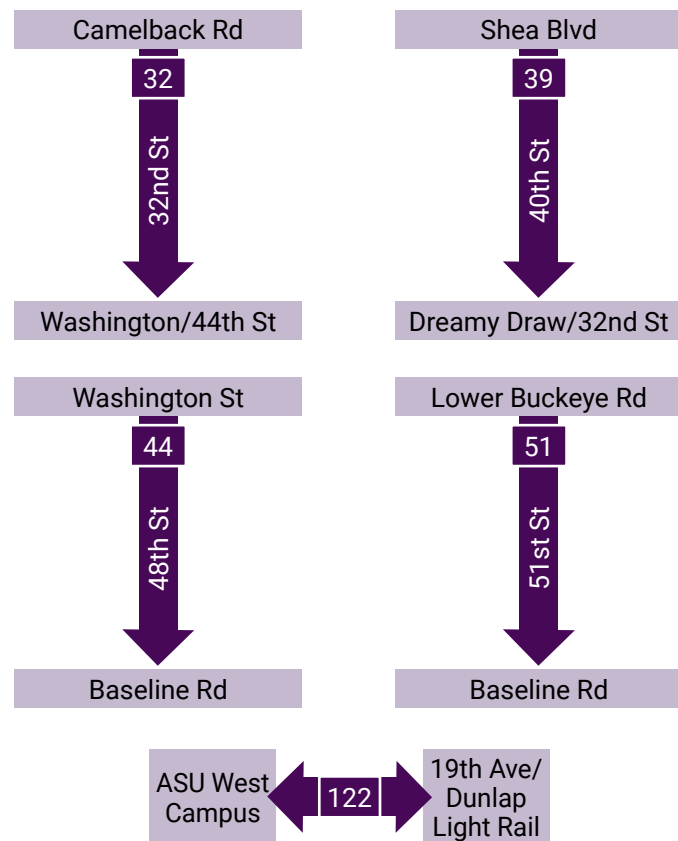 Camelback Rd
32
32nd St
Washington/44th St
Shea Blvd
39
40th St
Dreamy Draw/32nd St
Washington St
44
48th St
Baseline Rd
Lower Buckeye Rd
51
51st St
Baseline Rd
ASU West
Campus
122
19th Ave/
Dunlap
Light Rail